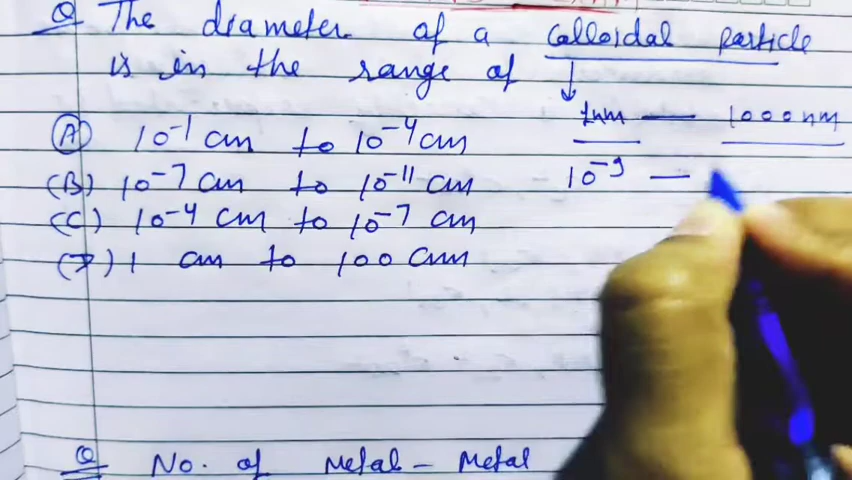 Q The diameter of a colloidal particle
is in the range of
1nm — 1000nm
(A) 10⁻¹ cm to 10⁻⁴ cm
(B) 10⁻⁷ cm to 10⁻¹¹ cm
10⁻⁹ —
(C) 10⁻⁴ cm to 10⁻⁷ cm
(D) 1 cm to 100 cm
Q No. of Metal - Metal